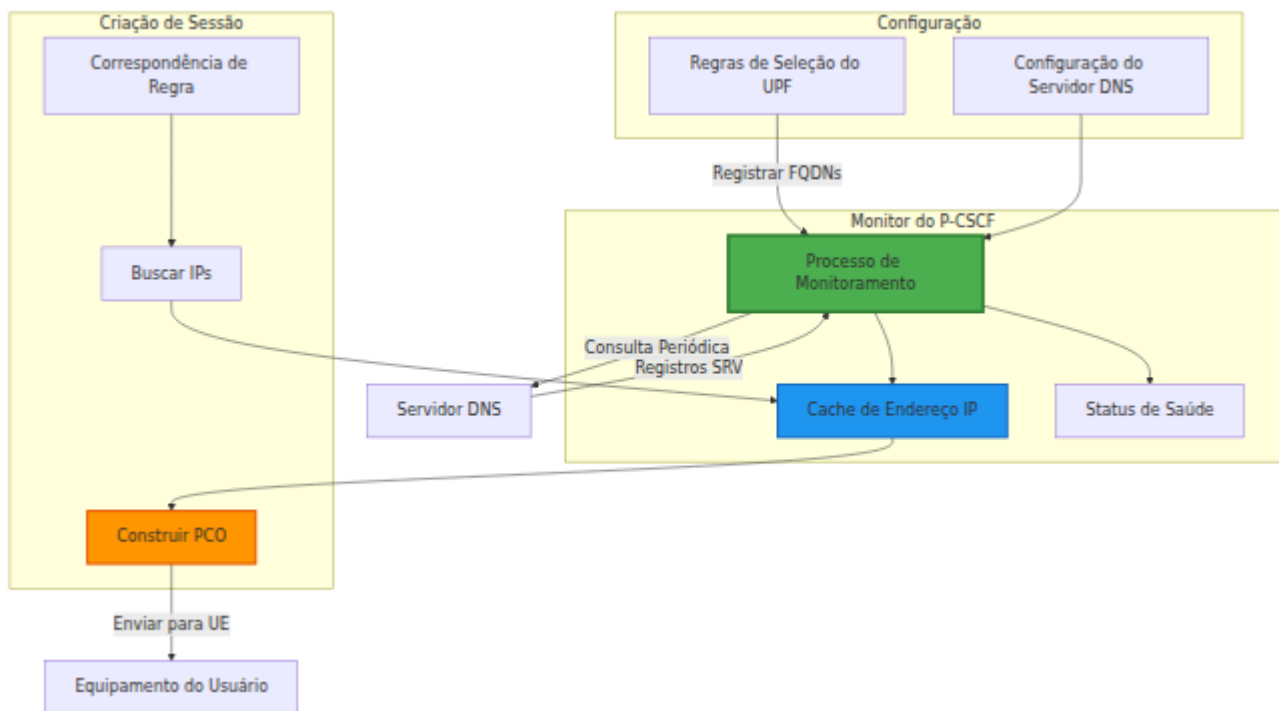 Criação de Sessão
Correspondência de
Regra
Buscar IPs
Construir PCO
Enviar para UE
Equipamento do Usuário
Configuração
Regras de Seleção do
UPF
Configuração do
Servidor DNS
Registrar FQDNs
Monitor do P-CSCF
Processo de
Monitoramento
Consulta Periódica
Registros SRV
Servidor DNS
Cache de Endereço IP
Status de Saúde